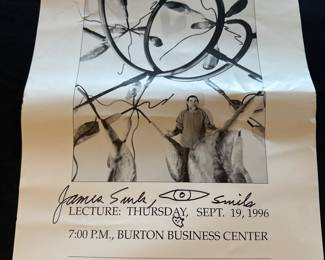 James Surls, smile
LECTURE: THURSDAY, SEPT. 19, 1996
7:00 P.M., BURTON BUSINESS CENTER